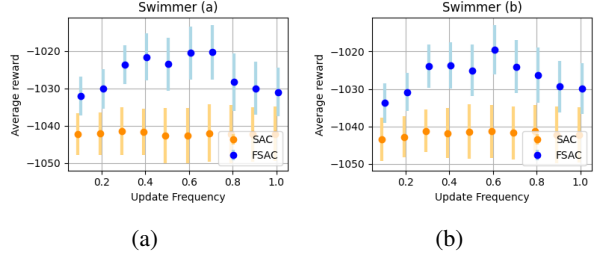 Swimmer (a)
Average reward
−1020
−1030
−1040
−1050
SAC
FSAC
0.2 0.4 0.6 0.8 1.0
Update Frequency
(a)
Swimmer (b)
Average reward
−1020
−1030
−1040
−1050
SAC
FSAC
0.2 0.4 0.6 0.8 1.0
Update Frequency
(b)